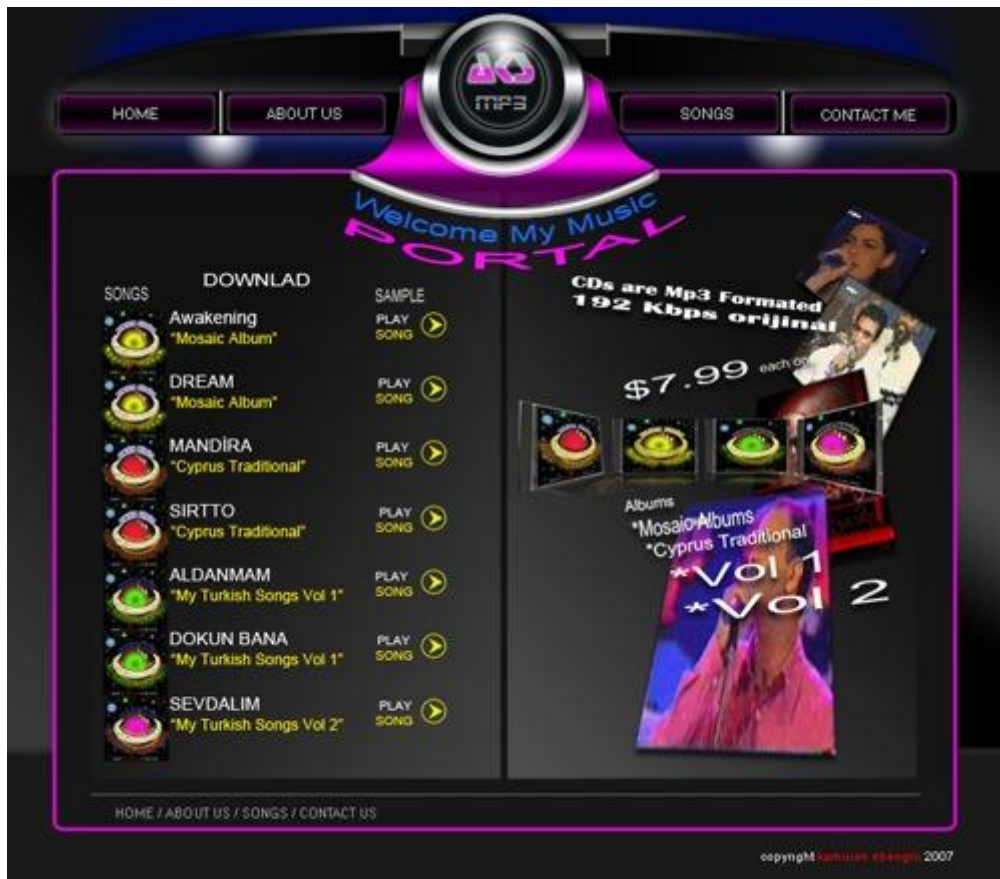 MP3
HOME
ABOUT US
SONGS
CONTACT ME
Welcome My Music
PORTAL
DOWNLAD
SONGS
SAMPLE
Awakening
"Mosaic Album"
PLAY
SONG
DREAM
"Mosaic Album"
PLAY
SONG
MANDİRA
"Cyprus Traditional"
PLAY
SONG
SIRTTO
"Cyprus Traditional"
PLAY
SONG
ALDANMAM
"My Turkish Songs Vol 1"
PLAY
SONG
DOKUN BANA
"My Turkish Songs Vol 1"
PLAY
SONG
SEVDALIM
"My Turkish Songs Vol 2"
PLAY
SONG
CDs are Mp3 Formated
192 Kbps orijinal
$7.99 each
Albums
*Mosaic Albums
*Cyprus Traditional
*Vol 1
*Vol 2
HOME / ABOUT US / SONGS / CONTACT US
copyright 2007